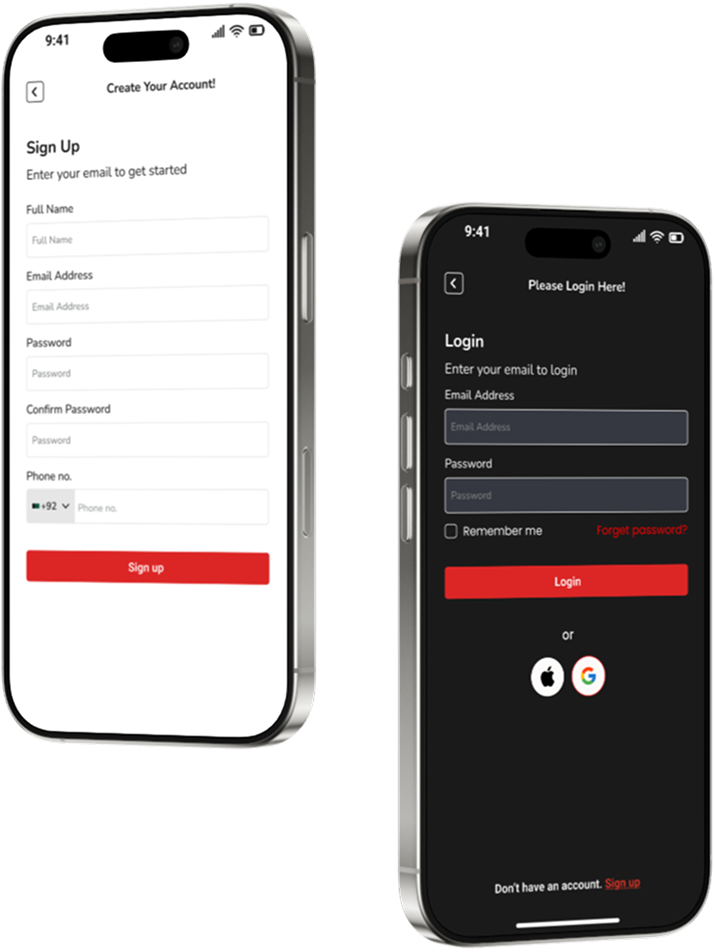 9:41
Create Your Account!
Sign Up
Enter your email to get started
Full Name
Full Name
Email Address
Email Address
Password
Password
Confirm Password
Password
Phone no.
+92 Phone no.
Sign up
9:41
Please Login Here!
Login
Enter your email to login
Email Address
Email Address
Password
Password
Remember me Forget password?
Login
or
Don't have an account. Sign up